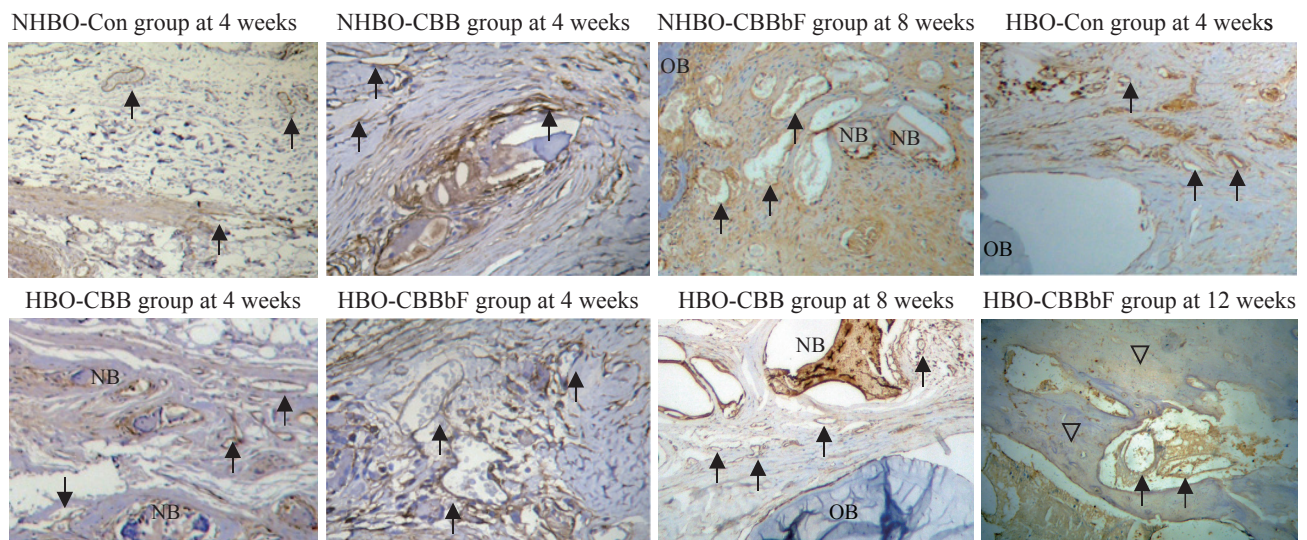 NHBO-Con group at 4 weeks
NHBO-CBB group at 4 weeks
NHBO-CBBbF group at 8 weeks
HBO-Con group at 4 weeks
OB
NB
NB
OB
HBO-CBB group at 4 weeks
HBO-CBBbF group at 4 weeks
HBO-CBB group at 8 weeks
HBO-CBBbF group at 12 weeks
NB
NB
NB
OB